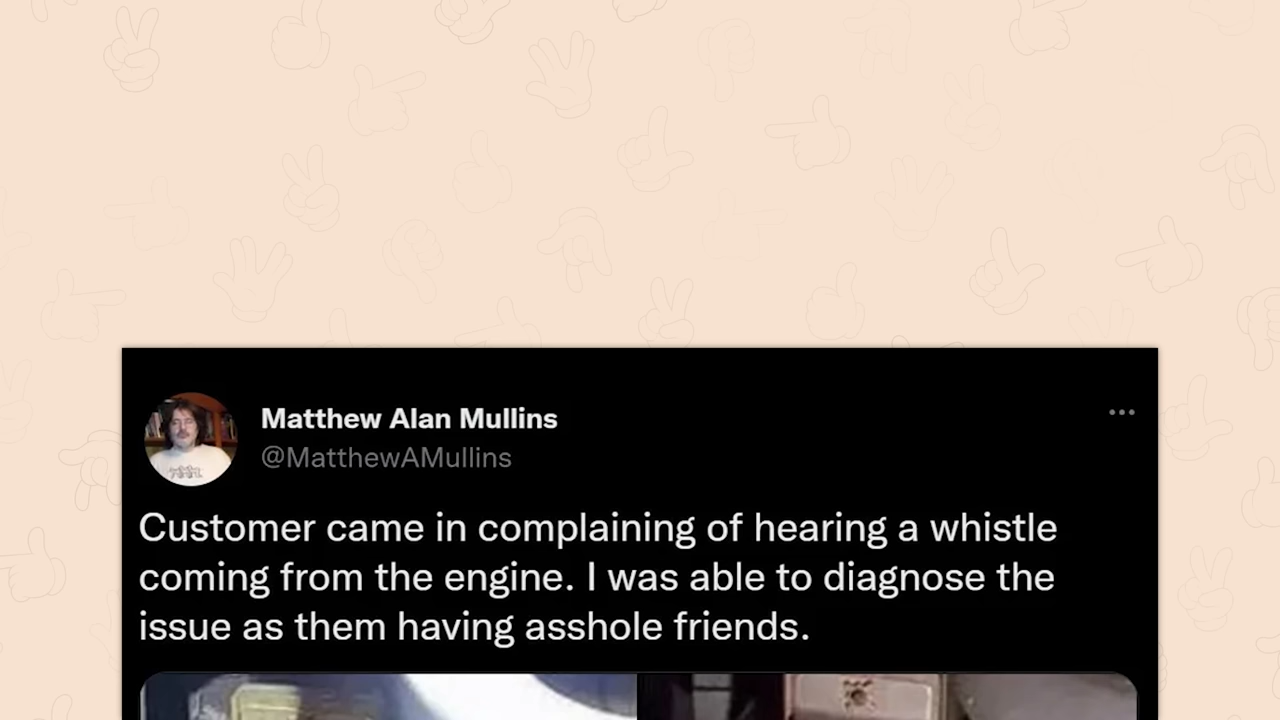 Matthew Alan Mullins
@MatthewAMullins
Customer came in complaining of hearing a whistle
coming from the engine. I was able to diagnose the
issue as them having asshole friends.